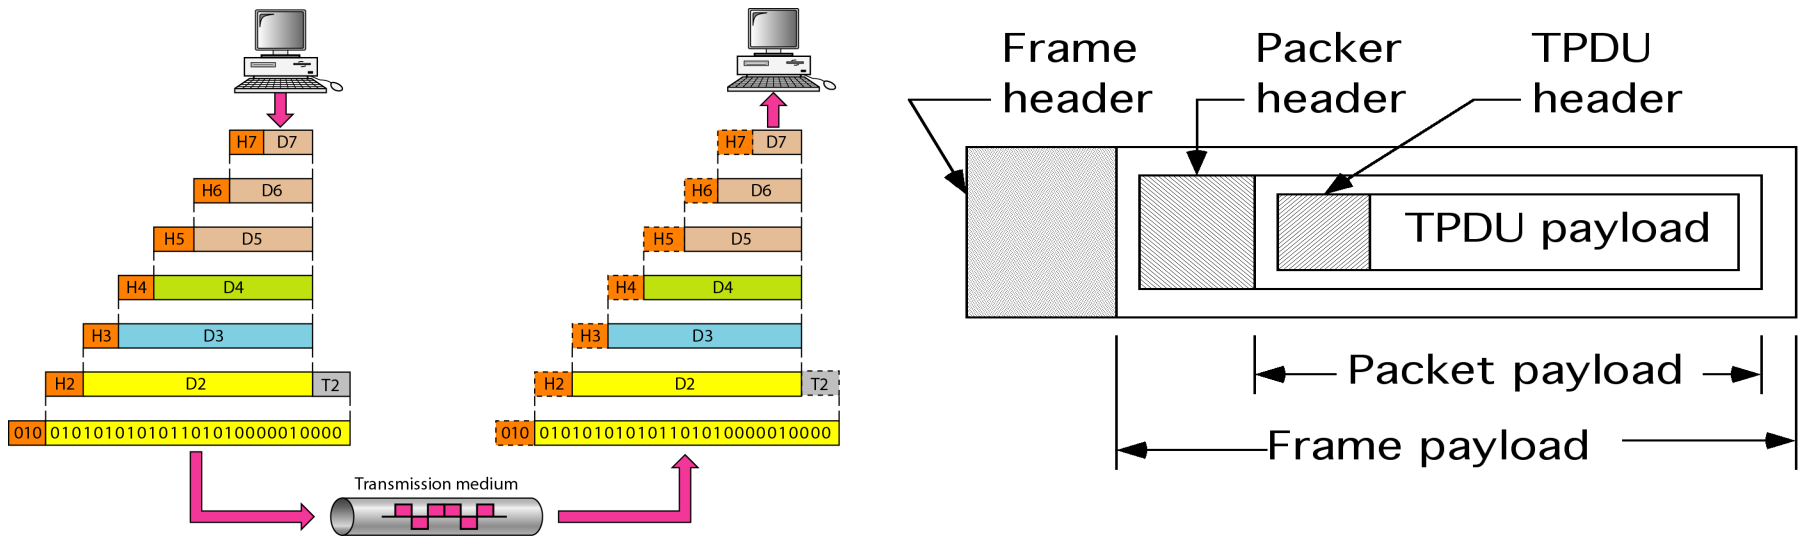 H7 D7
H6 D6
H5 D5
H4 D4
H3 D3
H2 D2 T2
010 010101010101101010000010000
H7 D7
H6 D6
H5 D5
H4 D4
H3 D3
H2 D2 T2
010 010101010101101010000010000
Transmission medium
Frame
header
Packer
header
TPDU
header
TPDU payload
Packet payload
Frame payload